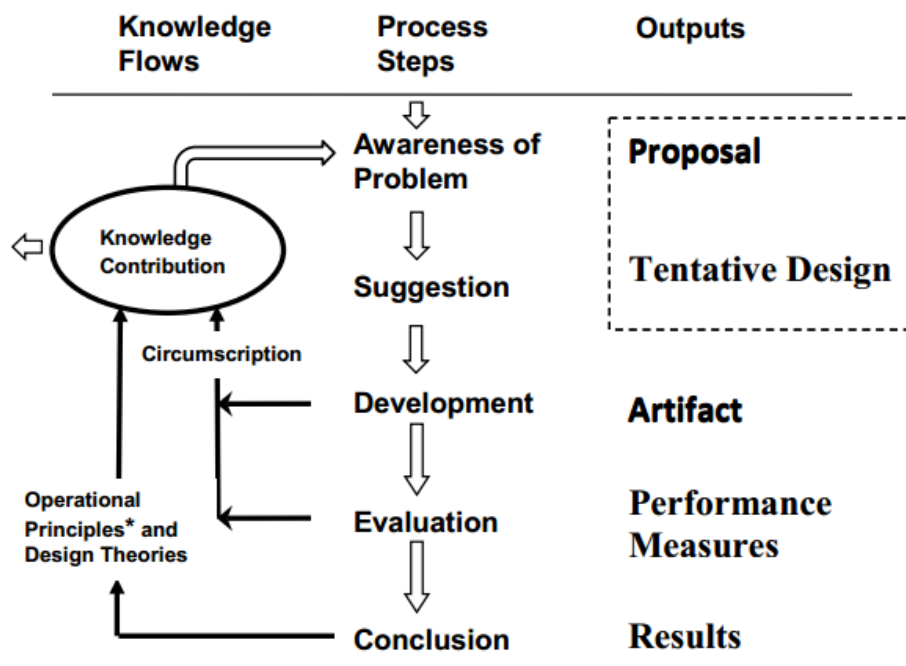 Knowledge
Flows
Process
Steps
Outputs
Awareness of
Problem
Proposal
Knowledge
Contribution
Suggestion
Tentative Design
Circumscription
Development
Artifact
Operational
Principles* and
Design Theories
Evaluation
Performance
Measures
Conclusion
Results